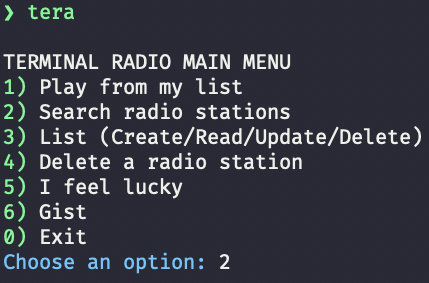 ❯ tera
TERMINAL RADIO MAIN MENU
1) Play from my list
2) Search radio stations
3) List (Create/Read/Update/Delete)
4) Delete a radio station
5) I feel lucky
6) Gist
0) Exit
Choose an option: 2